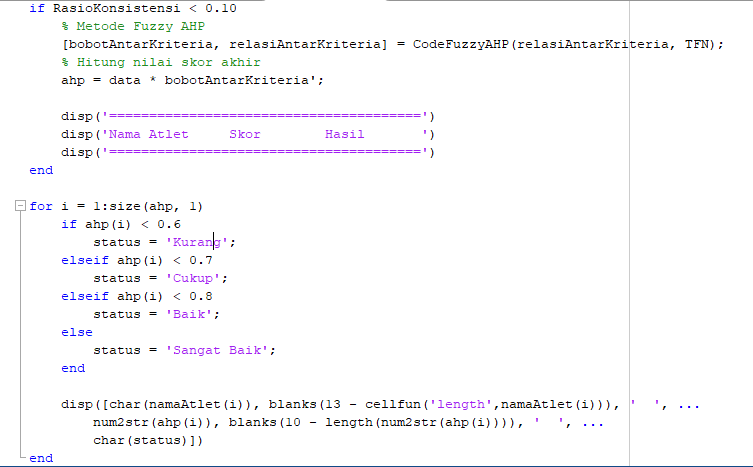 if RasioKonsistensi < 0.10
% Metode Fuzzy AHP
[bobotAntarKriteria, relasiAntarKriteria] = CodeFuzzyAHP(relasiAntarKriteria, TFN);
% Hitung nilai skor akhir
ahp = data * bobotAntarKriteria';
disp('=======================================')
disp('Nama Atlet     Skor        Hasil       ')
disp('=======================================')
end
for i = 1:size(ahp, 1)
if ahp(i) < 0.6
status = 'Kurang';
elseif ahp(i) < 0.7
status = 'Cukup';
elseif ahp(i) < 0.8
status = 'Baik';
else
status = 'Sangat Baik';
end
disp([char(namaAtlet(i)), blanks(13 - cellfun('length',namaAtlet(i))), '  ', ...
num2str(ahp(i)), blanks(10 - length(num2str(ahp(i)))), '  ', ...
char(status)])
end